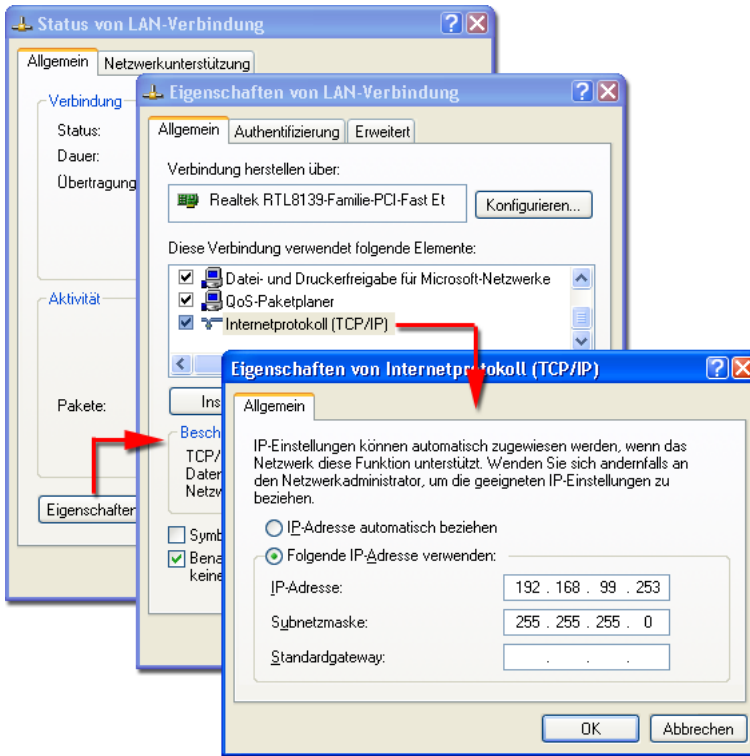 Status von LAN-Verbindung
Allgemein Netzwerkunterstützung
Verbindung
Status:
Dauer:
Übertragung
Aktivität
Pakete:
Eigenschaften
Eigenschaften von LAN-Verbindung
Allgemein Authentifizierung Erweitert
Verbindung herstellen über:
Realtek RTL8139-Familie-PCI-Fast Et
Konfigurieren...
Diese Verbindung verwendet folgende Elemente:
Datei- und Druckerfreigabe für Microsoft-Netzwerke
QoS-Paketplaner
Internetprotokoll (TCP/IP)
Ins
Besch
TCP/
Daten
Netzw
Symb
Bena
keine
Eigenschaften von Internetprotokoll (TCP/IP)
Allgemein
IP-Einstellungen können automatisch zugewiesen werden, wenn das
Netzwerk diese Funktion unterstützt. Wenden Sie sich andernfalls an
den Netzwerkadministrator, um die geeigneten IP-Einstellungen zu
beziehen.
IP-Adresse automatisch beziehen
Folgende IP-Adresse verwenden:
IP-Adresse: 192 . 168 . 99 . 253
Subnetzmaske: 255 . 255 . 255 . 0
Standardgateway: . . .
OK Abbrechen